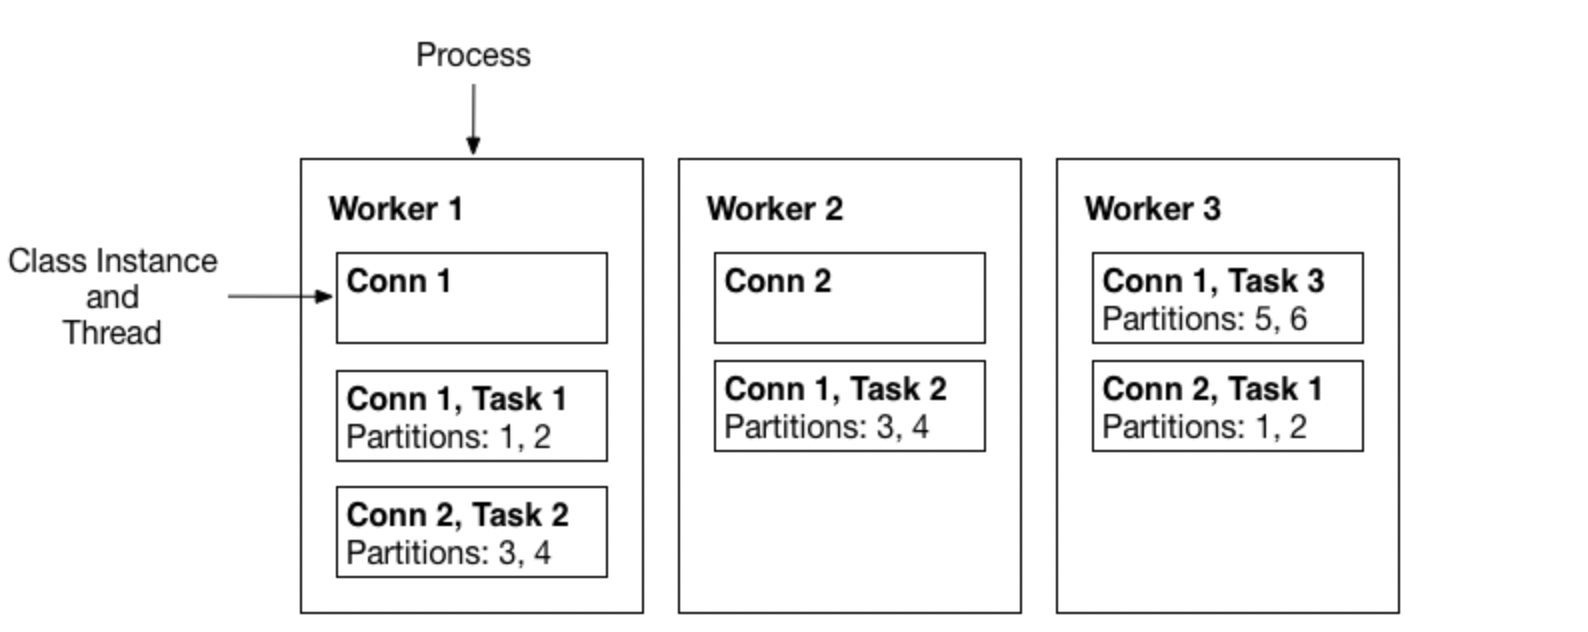 Process
Class Instance
and
Thread
Worker 1
Conn 1
Conn 1, Task 1
Partitions: 1, 2
Conn 2, Task 2
Partitions: 3, 4
Worker 2
Conn 2
Conn 1, Task 2
Partitions: 3, 4
Worker 3
Conn 1, Task 3
Partitions: 5, 6
Conn 2, Task 1
Partitions: 1, 2